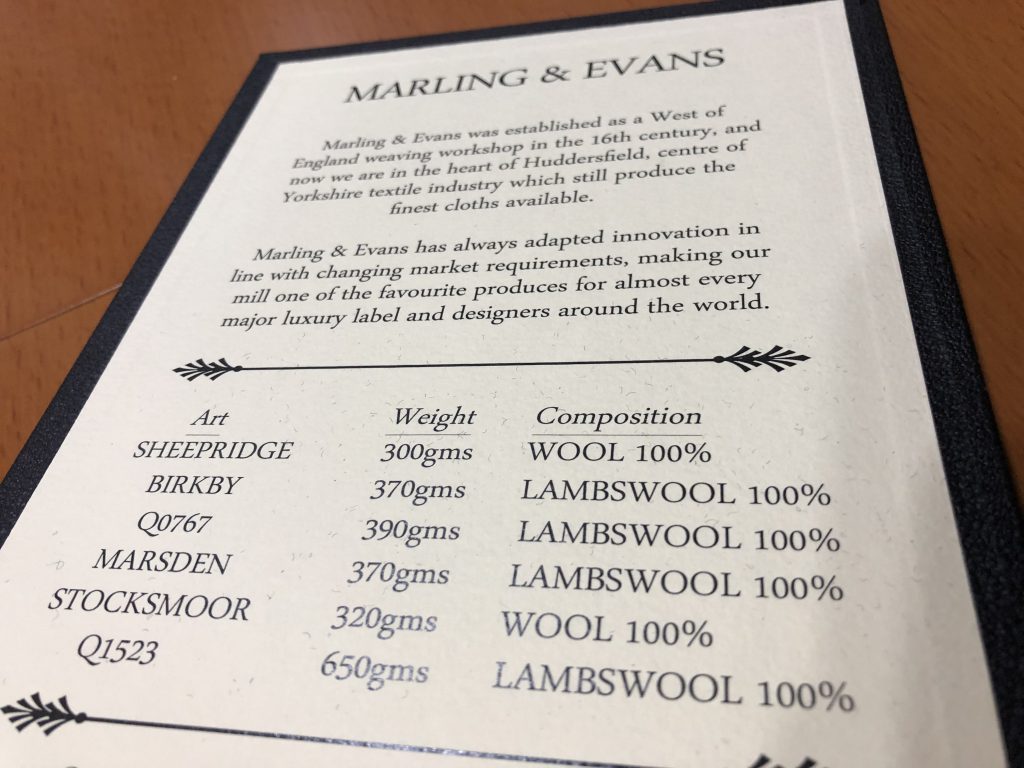 MARLING & EVANS
Marling & Evans was established as a West of
England weaving workshop in the 16th century, and
now we are in the heart of Huddersfield, centre of
Yorkshire textile industry which still produce the
finest cloths available.
Marling & Evans has always adapted innovation in
line with changing market requirements, making our
mill one of the favourite produces for almost every
major luxury label and designers around the world.
Art Weight Composition
SHEEPRIDGE 300gms WOOL 100%
BIRKBY 370gms LAMBSWOOL 100%
Q0767 390gms LAMBSWOOL 100%
MARSDEN 370gms LAMBSWOOL 100%
STOCKSMOOR 320gms WOOL 100%
Q1523 650gms LAMBSWOOL 100%